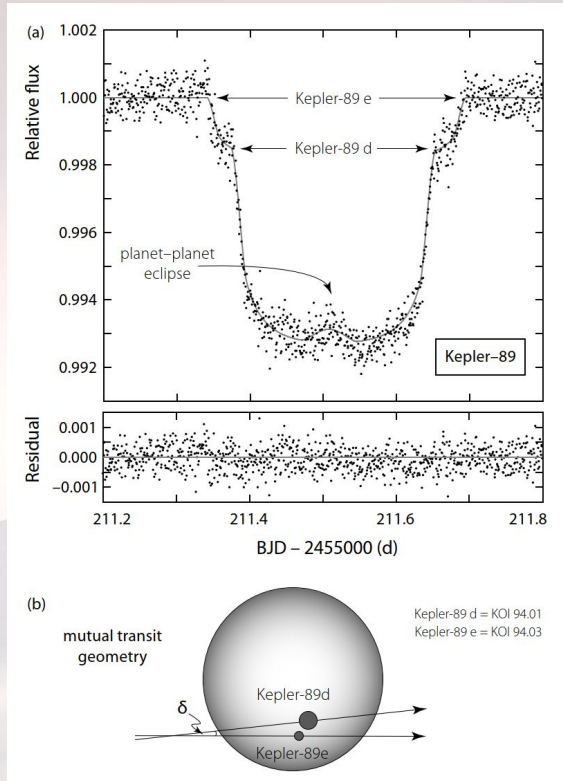 (a)
1.002
1.000
0.998
0.996
0.994
0.992
Relative flux
Kepler-89 e
Kepler-89 d
planet–planet
eclipse
Kepler–89
0.001
0.000
−0.001
Residual
211.2
211.4
211.6
211.8
BJD – 2455000 (d)
(b)
mutual transit
geometry
Kepler-89 d = KOI 94.01
Kepler-89 e = KOI 94.03
Kepler-89d
δ
Kepler-89e